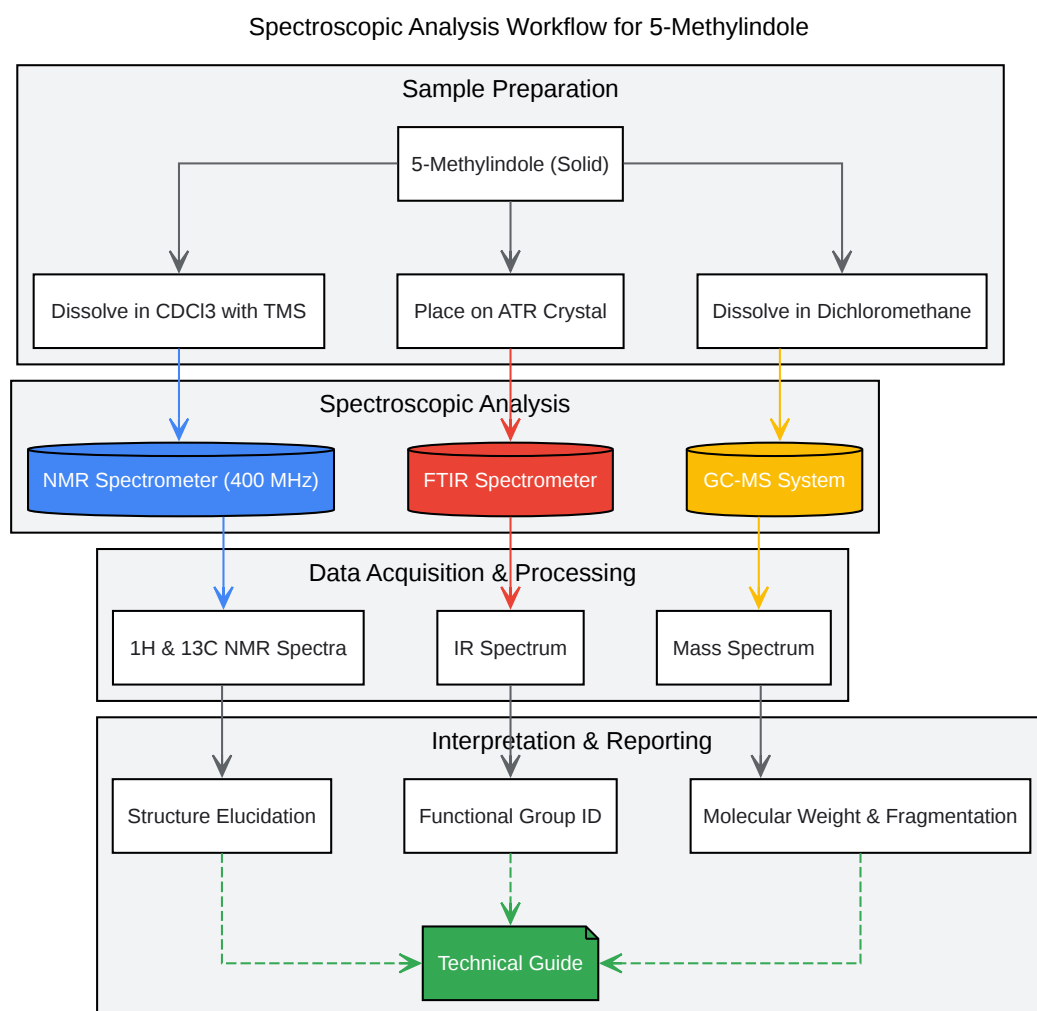 Spectroscopic Analysis Workflow for 5-Methylindole
Sample Preparation
5-Methylindole (Solid)
Dissolve in CDCl3 with TMS
Place on ATR Crystal
Dissolve in Dichloromethane
Spectroscopic Analysis
NMR Spectrometer (400 MHz)
FTIR Spectrometer
GC-MS System
Data Acquisition & Processing
1H & 13C NMR Spectra
IR Spectrum
Mass Spectrum
Interpretation & Reporting
Structure Elucidation
Functional Group ID
Molecular Weight & Fragmentation
Technical Guide